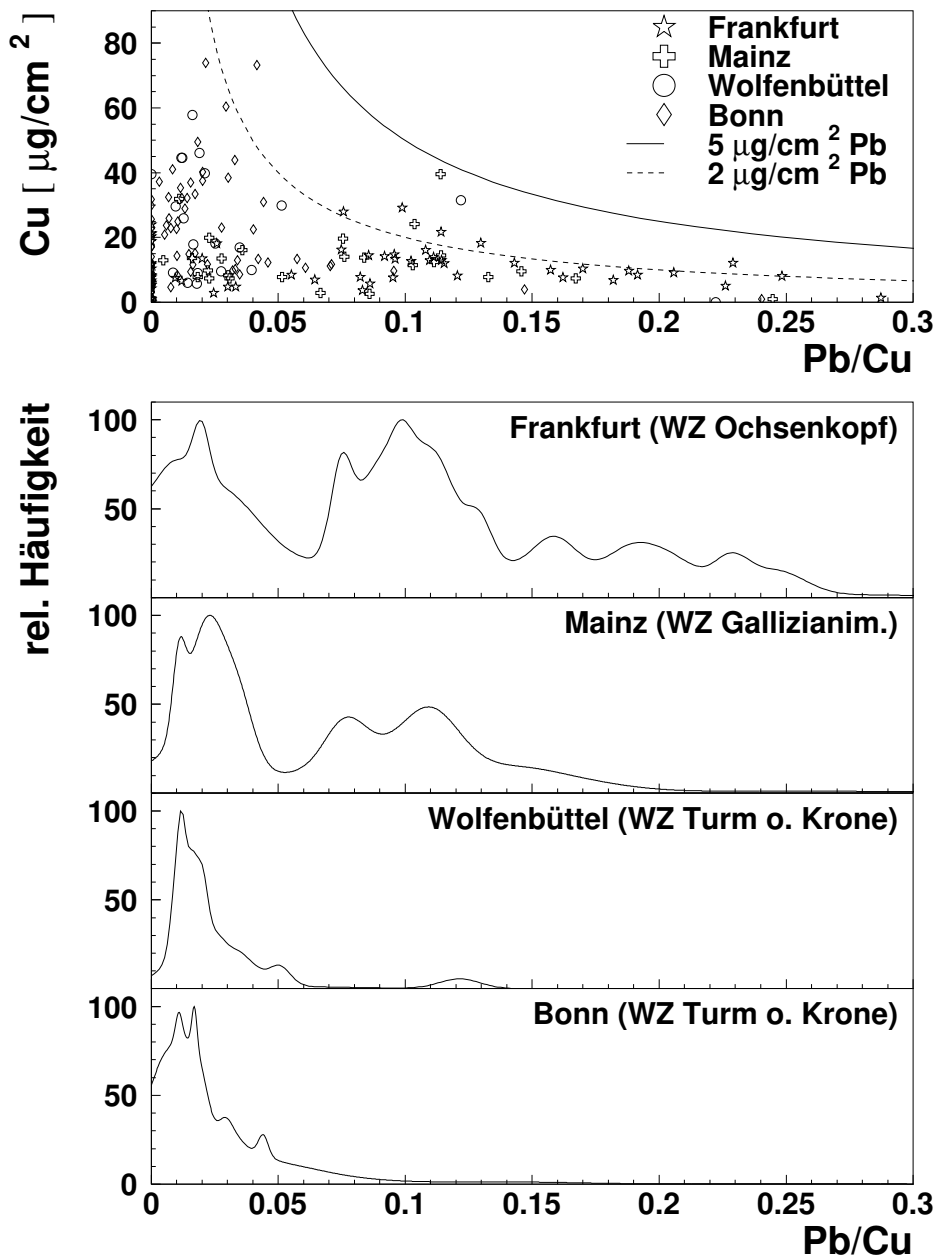 Cu [ μg/cm 2 ]
80
60
40
20
0
Frankfurt
Mainz
Wolfenbüttel
Bonn
5 μg/cm 2 Pb
2 μg/cm 2 Pb
0 0.05 0.1 0.15 0.2 0.25 0.3
Pb/Cu
rel. Häufigkeit
100
50
Frankfurt (WZ Ochsenkopf)
100
50
Mainz (WZ Gallizianim.)
100
50
Wolfenbüttel (WZ Turm o. Krone)
100
50
0
Bonn (WZ Turm o. Krone)
0 0.05 0.1 0.15 0.2 0.25 0.3
Pb/Cu